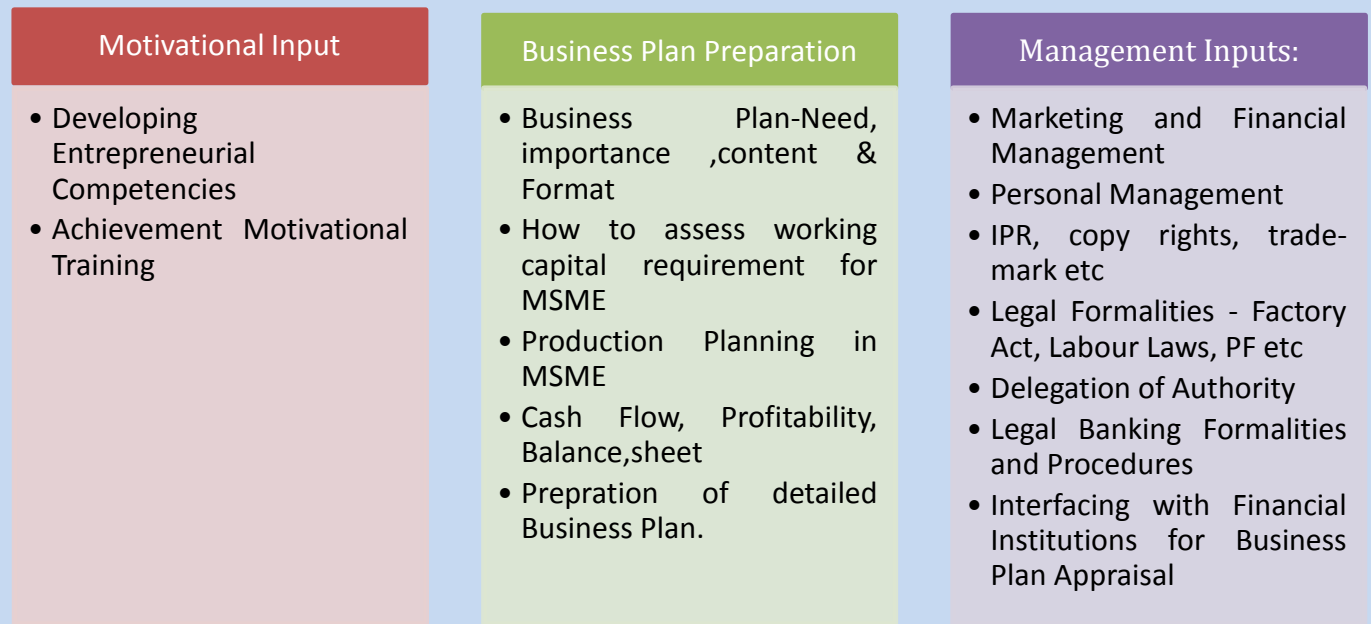 Motivational Input
• Developing
Entrepreneurial
Competencies
• Achievement Motivational
Training
Business Plan Preparation
• Business Plan-Need,
importance ,content &
Format
• How to assess working
capital requirement for
MSME
• Production Planning in
MSME
• Cash Flow, Profitability,
Balance,sheet
• Prepration of detailed
Business Plan.
Management Inputs:
• Marketing and Financial
Management
• Personal Management
• IPR, copy rights, trade-
mark etc
• Legal Formalities - Factory
Act, Labour Laws, PF etc
• Delegation of Authority
• Legal Banking Formalities
and Procedures
• Interfacing with Financial
Institutions for Business
Plan Appraisal